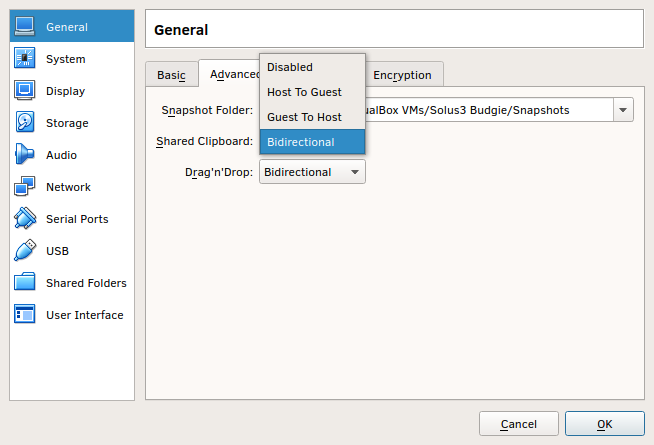 General
System
Display
Storage
Audio
Network
Serial Ports
USB
Shared Folders
User Interface
General
Basic
Advanced
Encryption
Disabled
Host To Guest
Guest To Host
Bidirectional
Snapshot Folder:
VMs/Solus3 Budgie/Snapshots
Shared Clipboard:
Drag'n'Drop:
Bidirectional
Cancel
OK